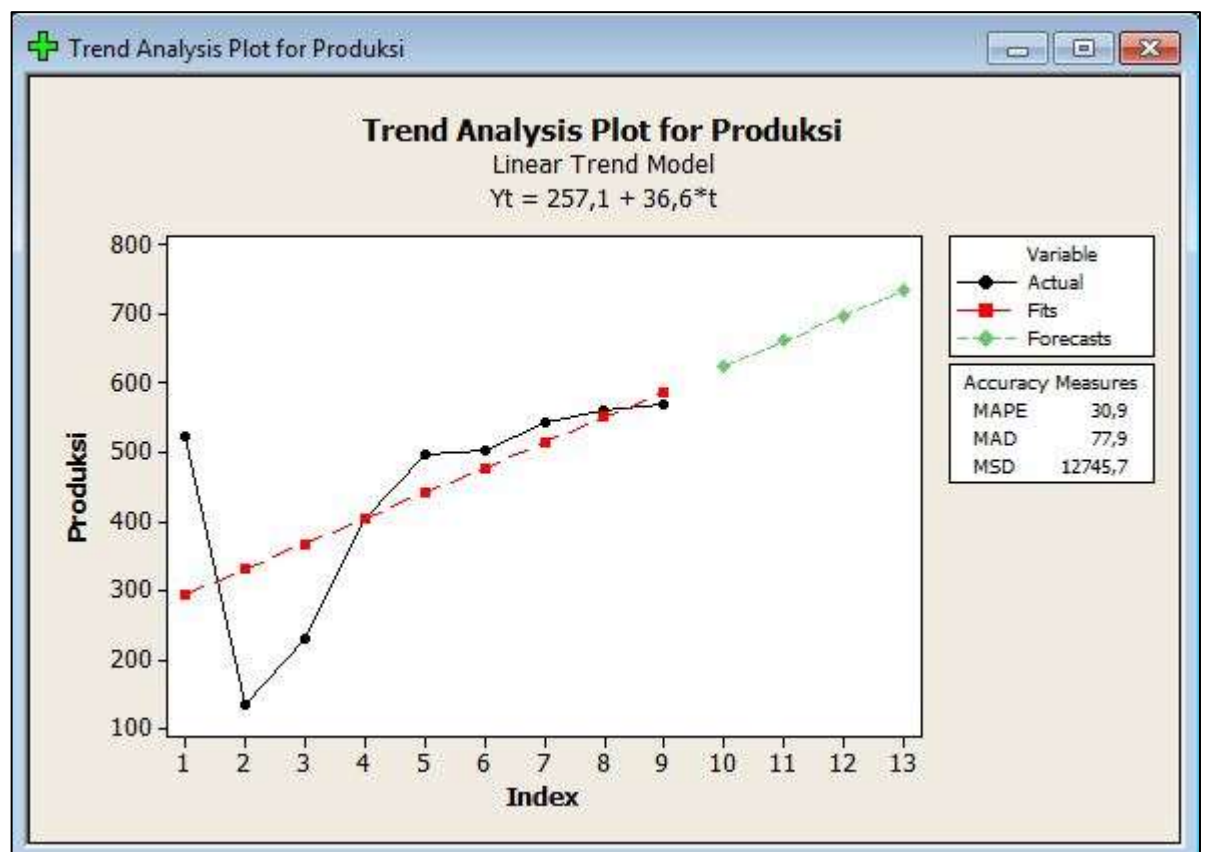 Trend Analysis Plot for Produksi
Trend Analysis Plot for Produksi
Linear Trend Model
Yt = 257,1 + 36,6*t
800
700
600
500
400
300
200
100
Produksi
1 2 3 4 5 6 7 8 9 10 11 12 13
Index
Variable
Actual
Fits
Forecasts
Accuracy Measures
MAPE 30,9
MAD 77,9
MSD 12745,7